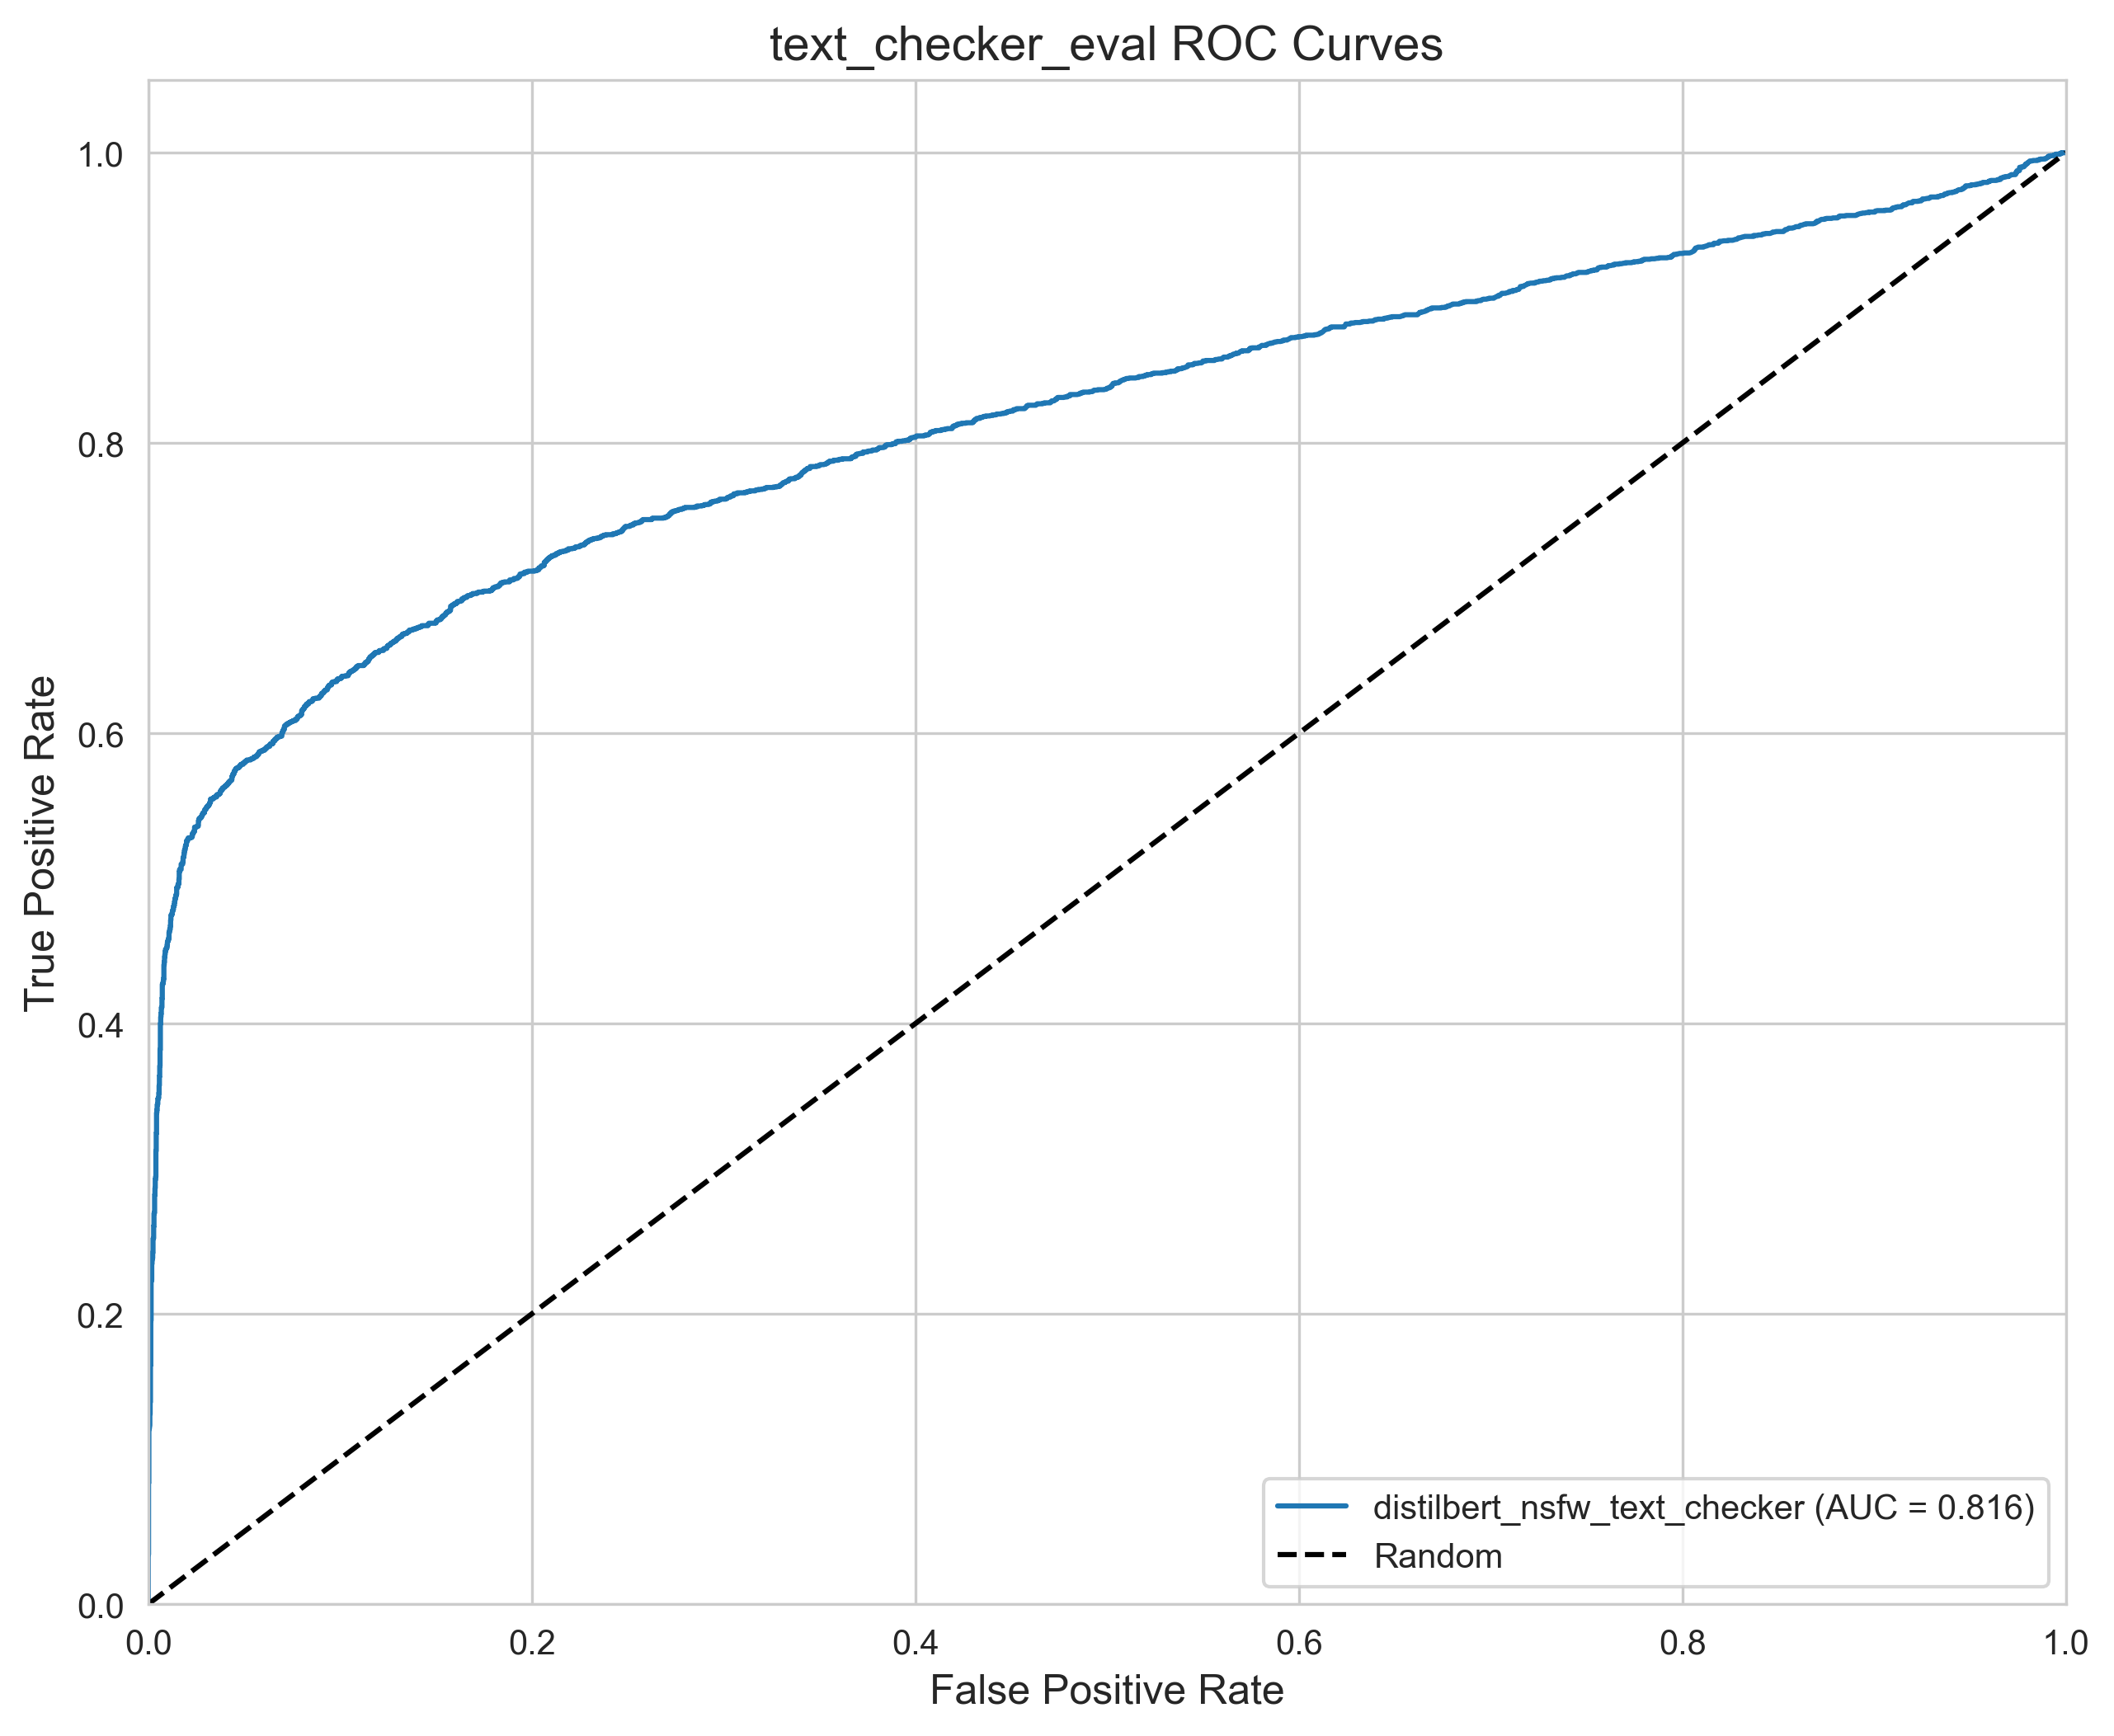 text_checker_eval ROC Curves
True Positive Rate
1.0
0.8
0.6
0.4
0.2
0.0
0.0 0.2 0.4 0.6 0.8 1.0
False Positive Rate
distilbert_nsfw_text_checker (AUC = 0.816)
Random